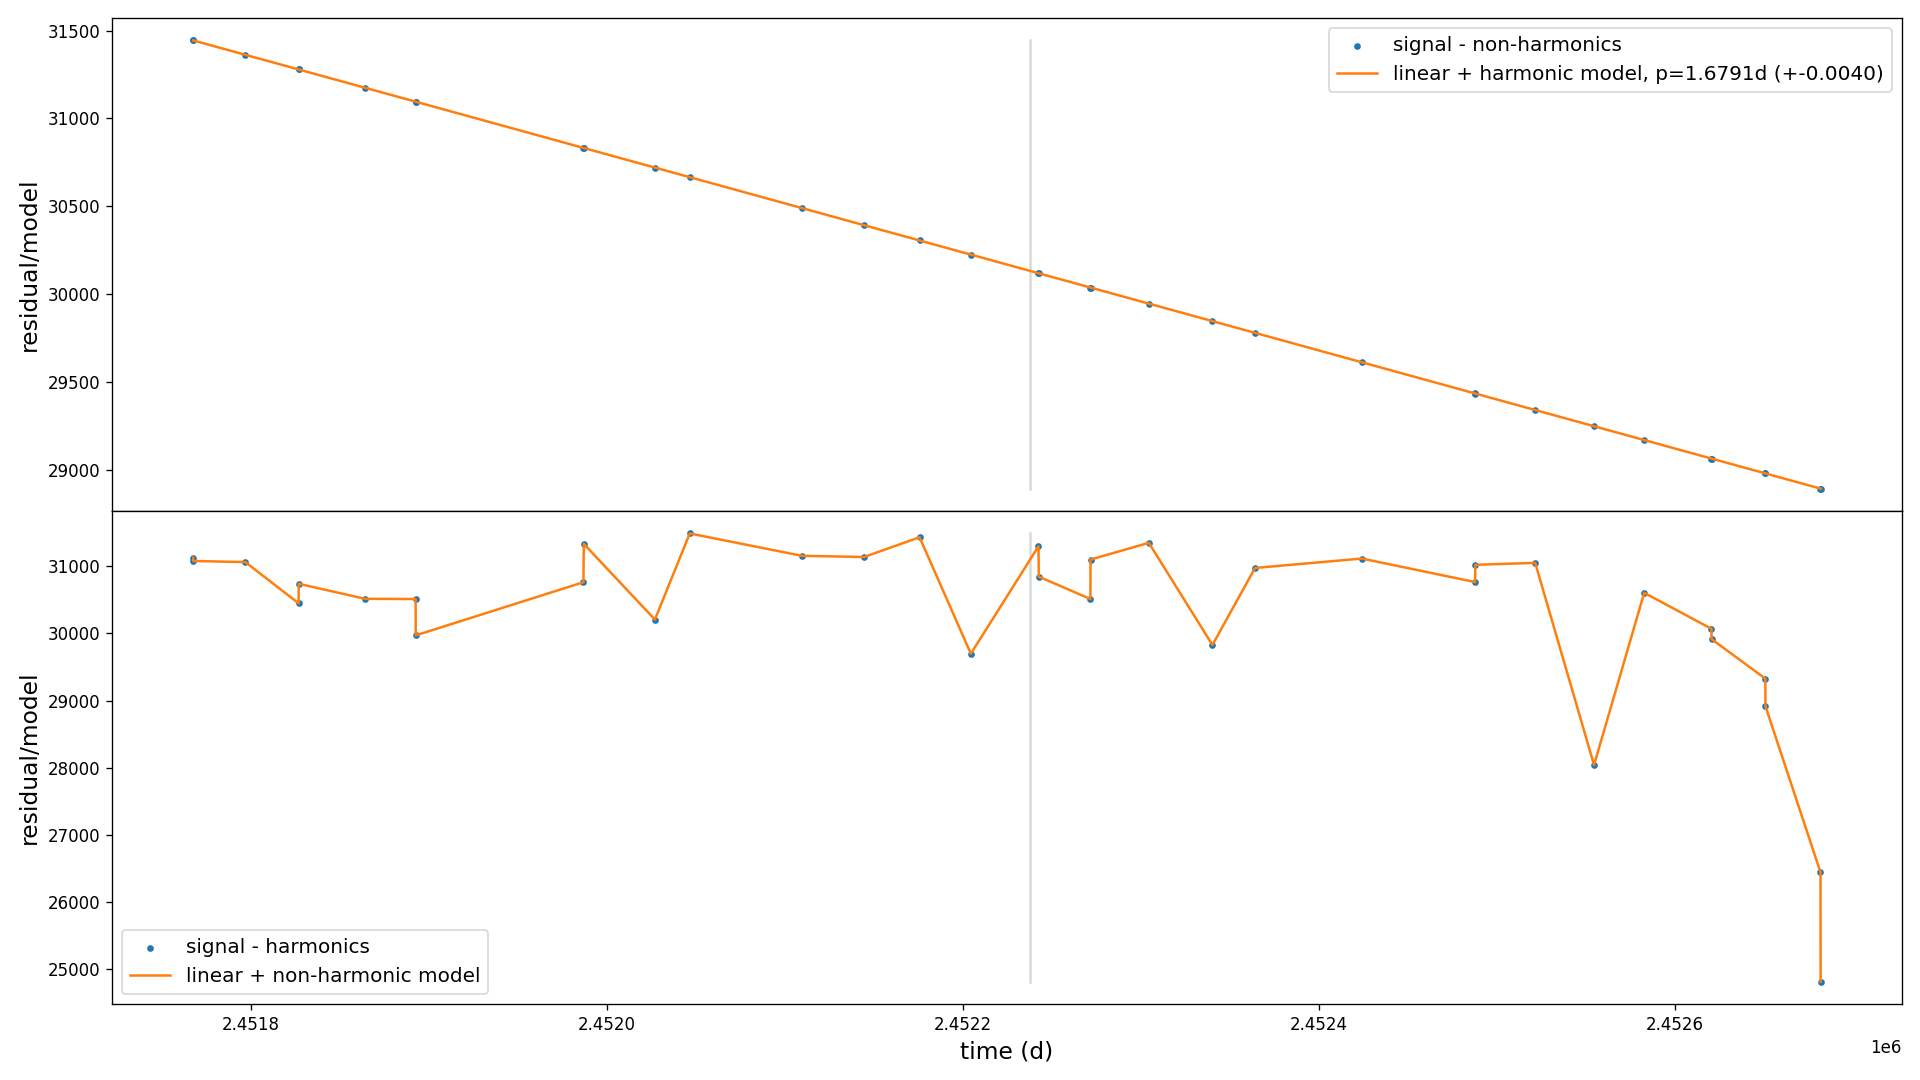 31500
31000
30500
30000
29500
29000
residual/model
signal - non-harmonics
linear + harmonic model, p=1.6791d (+-0.0040)
31000
30000
29000
28000
27000
26000
25000
residual/model
signal - harmonics
linear + non-harmonic model
2.4518 2.4520 2.4522 2.4524 2.4526
1e6
time (d)